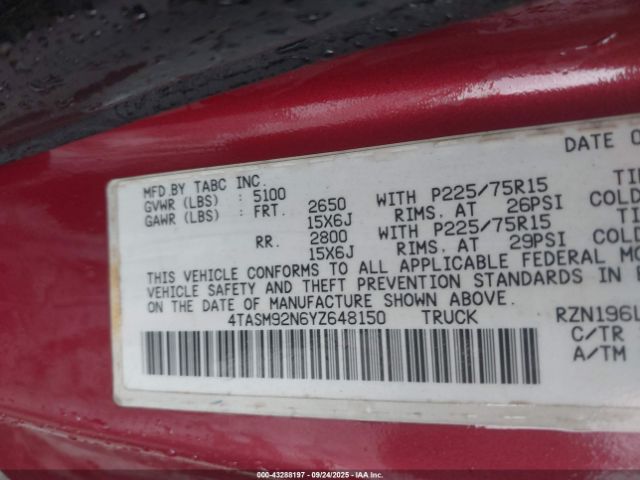 DATE O
MFD.BY TABC INC.
GVWR (LBS) : 5100
GAWR (LBS) : FRT. 2650 WITH P225/75R15
15X6J RIMS. AT 26PSI COLD
RR. 2800 WITH P225/75R15
15X6J RIMS. AT 29PSI COLD
THIS VEHICLE CONFORMS TO ALL APPLICABLE FEDERAL MO
VEHICLE SAFETY AND THEFT PREVENTION STANDARDS IN
ON THE DATE OF MANUFACTURE SHOWN ABOVE.
4TASM92N6YZ648150 TRUCK RZN196L
C/TR
A/TM
000-43288197 - 09/24/2025 - IAA INC.